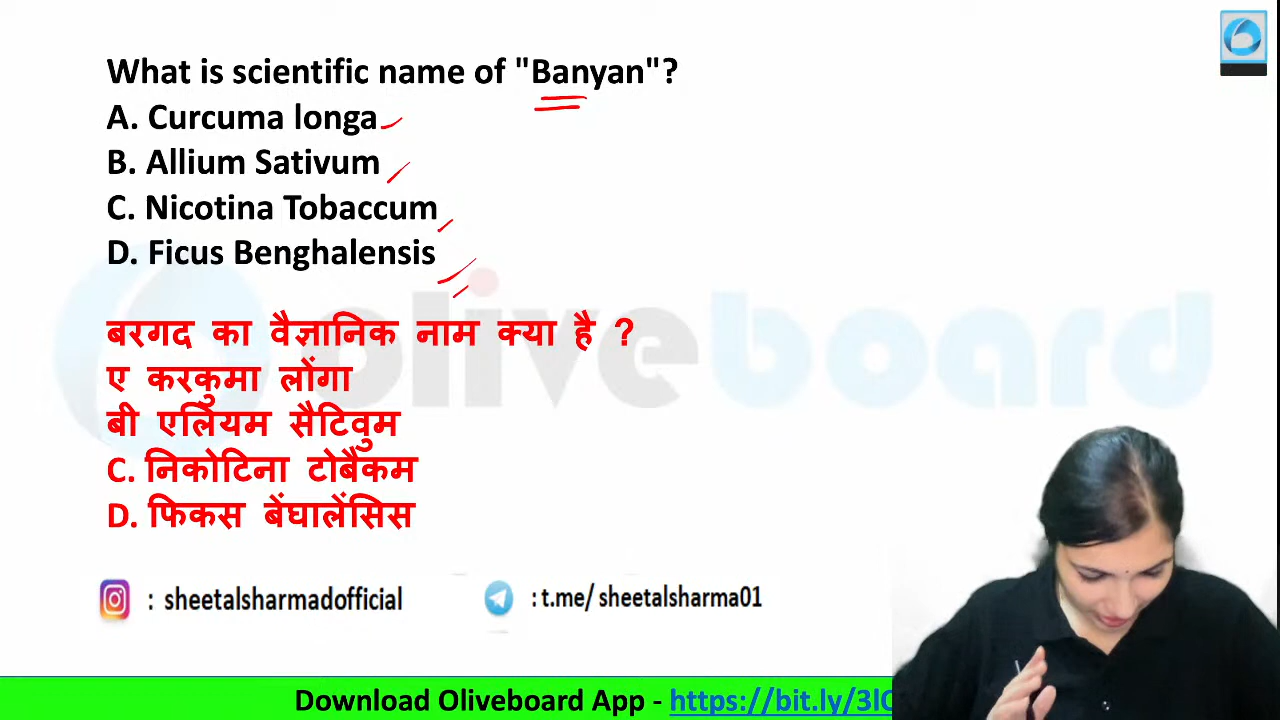 What is scientific name of "Banyan"?
A. Curcuma longa
B. Allium Sativum
C. Nicotina Tobaccum
D. Ficus Benghalensis
oliveboard
बरगद का वैज्ञानिक नाम क्या है ?
ए करकुमा लोंगा
बी एलियम सैटिवुम
C. निकोटिना टोबैकम
D. फिकस बेंघालेंसिस
: sheetalsharmadofficial
: t.me/ sheetalsharma01
Download Oliveboard App - https://bit.ly/3l